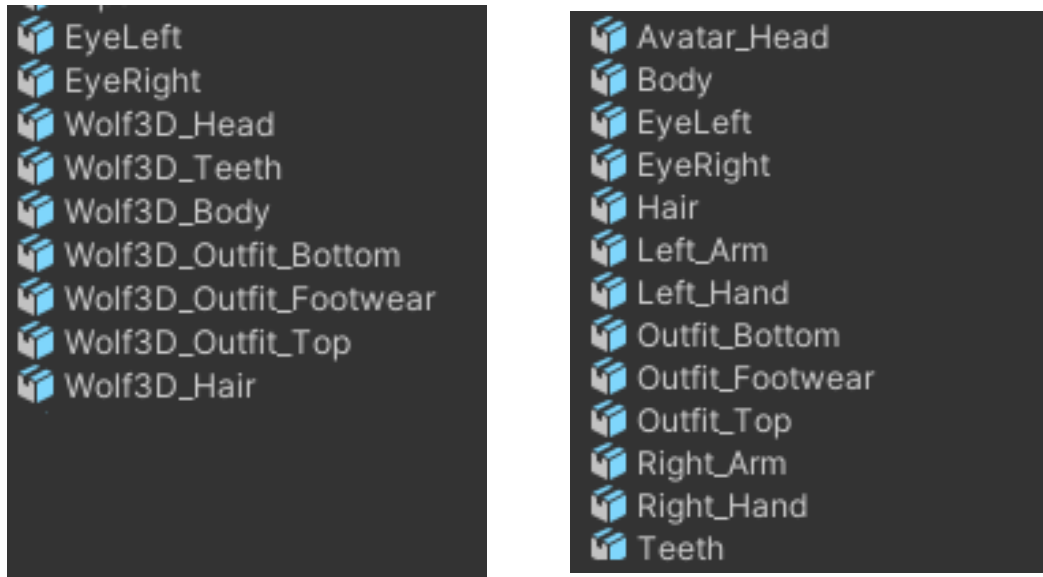 EyeLeft
EyeRight
Wolf3D_Head
Wolf3D_Teeth
Wolf3D_Body
Wolf3D_Outfit_Bottom
Wolf3D_Outfit_Footwear
Wolf3D_Outfit_Top
Wolf3D_Hair
Avatar_Head
Body
EyeLeft
EyeRight
Hair
Left_Arm
Left_Hand
Outfit_Bottom
Outfit_Footwear
Outfit_Top
Right_Arm
Right_Hand
Teeth